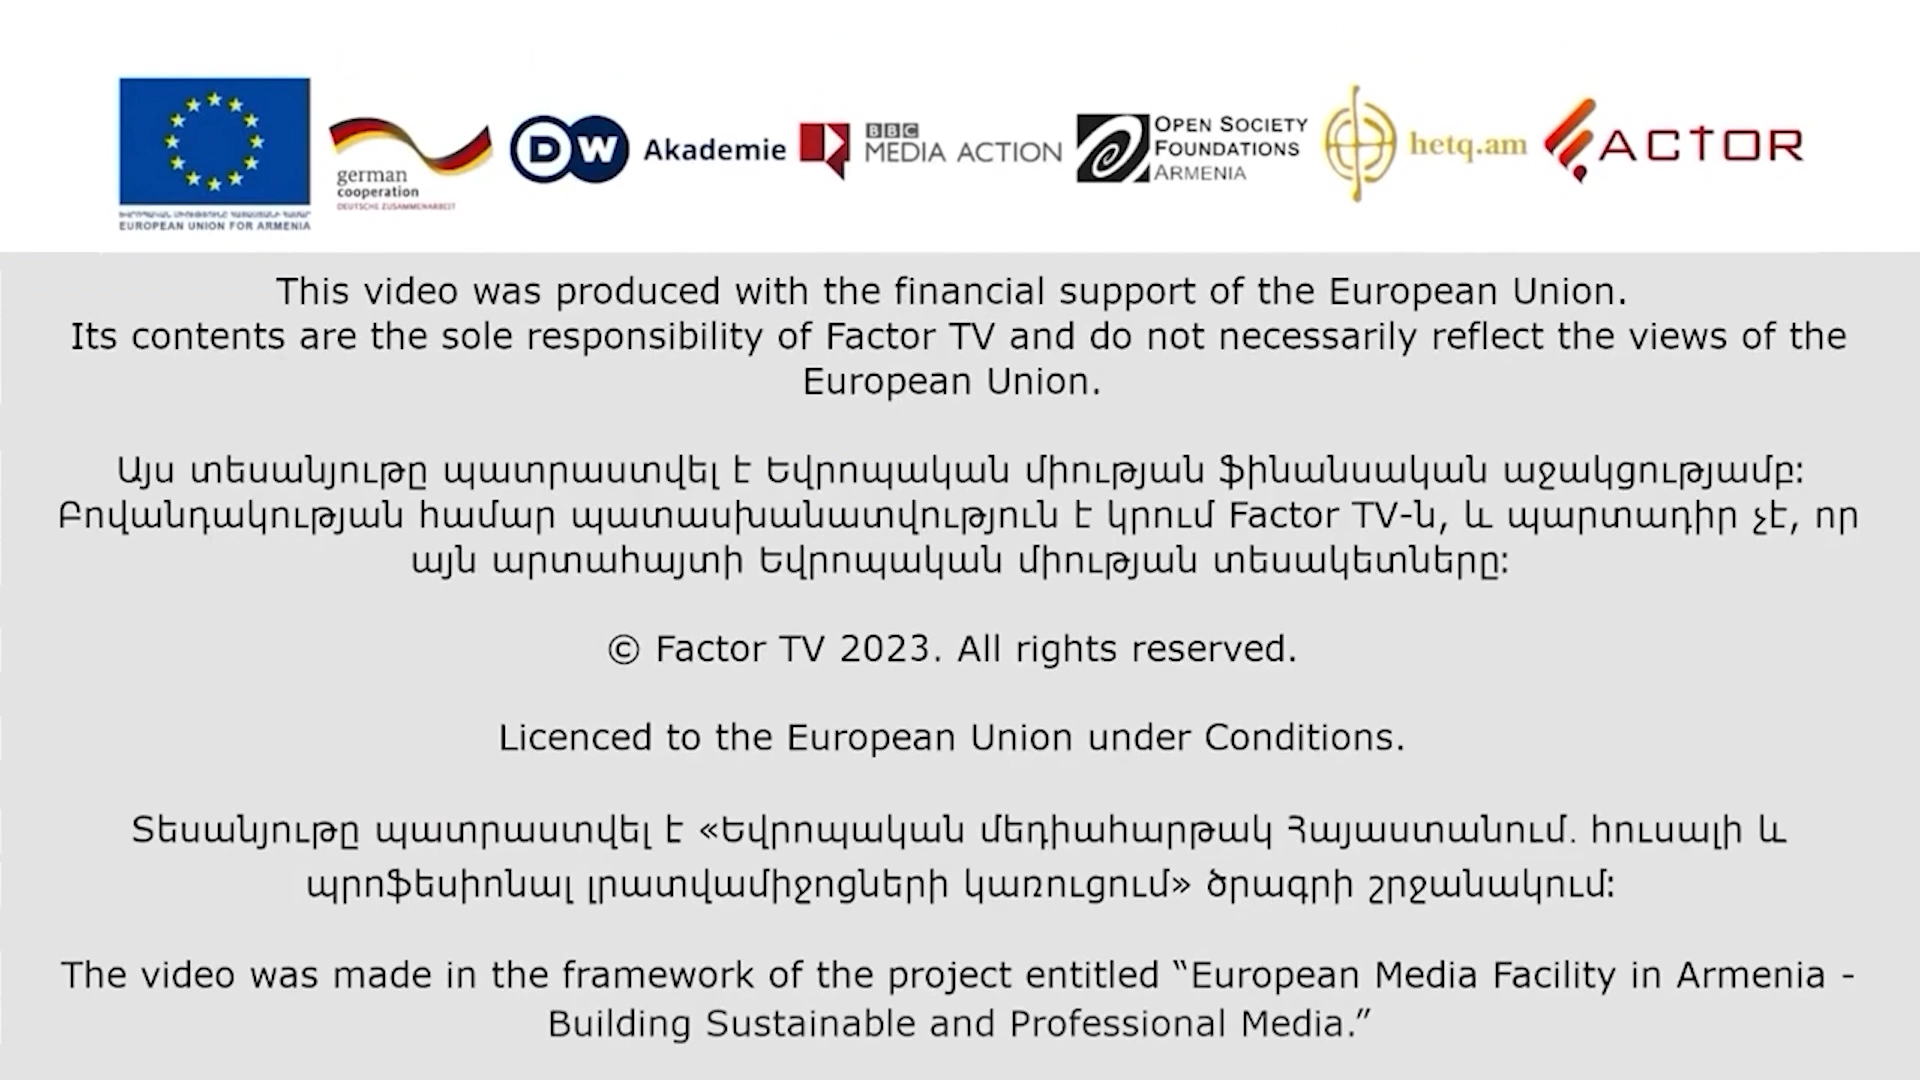 EUROPEAN UNION FOR ARMENIA
german
cooperation
DEUTSCHE ZUSAMMENARBEIT
DW Akademie
BBC
MEDIA ACTION
OPEN SOCIETY
FOUNDATIONS
ARMENIA
hetq.am
FACTOR
This video was produced with the financial support of the European Union.
Its contents are the sole responsibility of Factor TV and do not necessarily reflect the views of the
European Union.
Այս տեսանյութը պատրաստվել է Եվրոպական միության ֆինանսական աջակցությամբ:
Բովանդակության համար պատասխանատվություն է կրում Factor TV-ն, և պարտադիր չէ, որ
այն արտահայտի Եվրոպական միության տեսակետները:
© Factor TV 2023. All rights reserved.
Licenced to the European Union under Conditions.
Տեսանյութը պատրաստվել է «Եվրոպական մեդիահարթակ Հայաստանում. հուսալի և
պրոֆեսիոնալ լրատվամիջոցների կառուցում» ծրագրի շրջանակում:
The video was made in the framework of the project entitled “European Media Facility in Armenia -
Building Sustainable and Professional Media.”